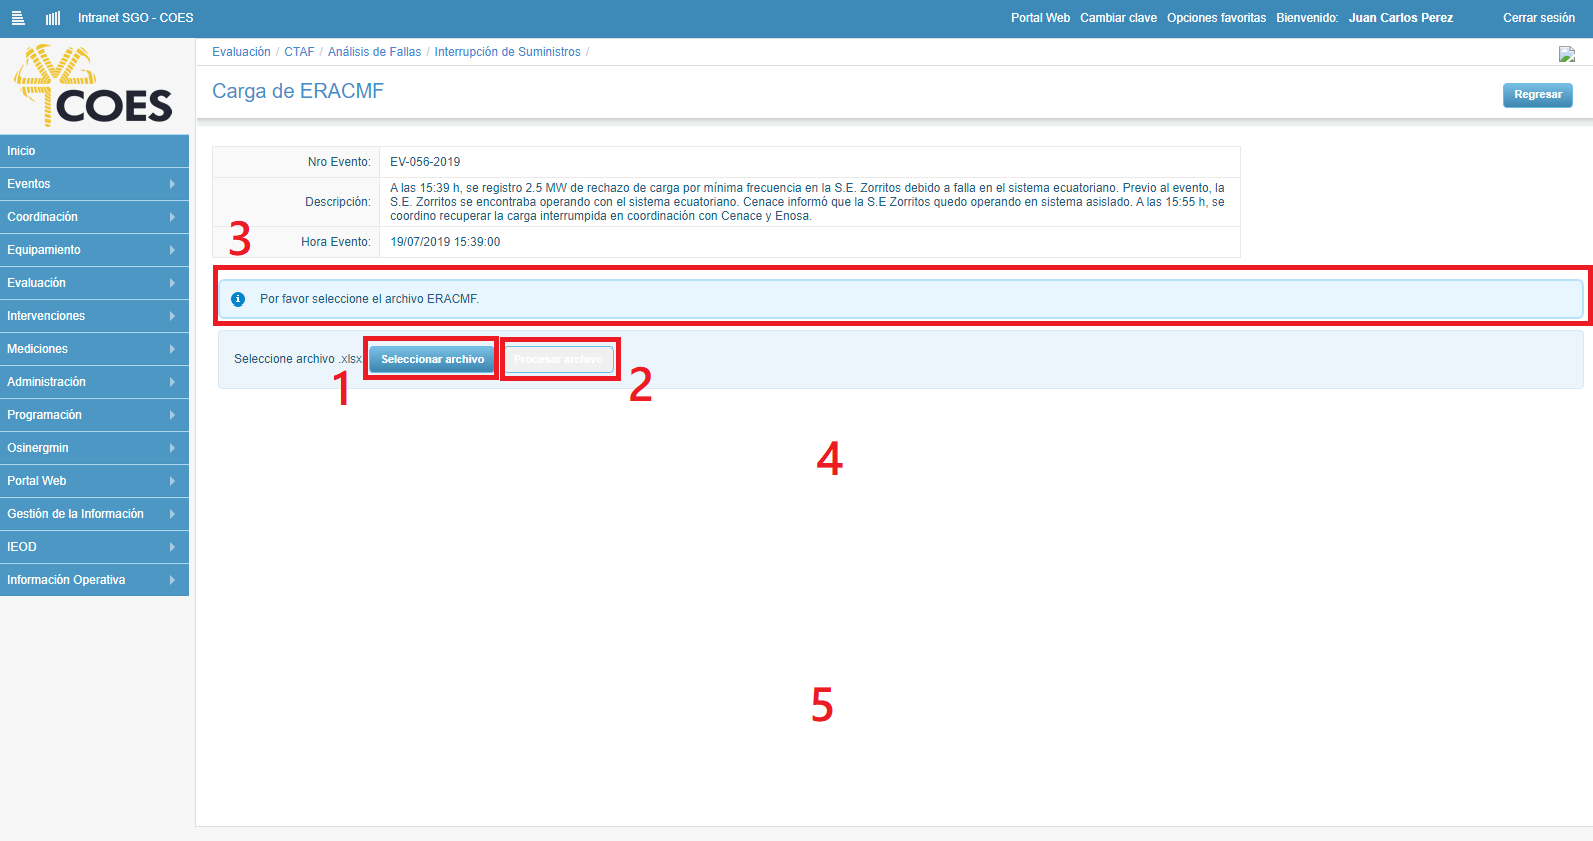 Intranet SGO - COES
Portal Web Cambiar clave Opciones favoritas Bienvenido: Juan Carlos Perez Cerrar sesión
COES
Evaluación / CTAF / Análisis de Fallas / Interrupción de Suministros /
Carga de ERACMF
Regresar
Inicio
Eventos
Coordinación
Equipamiento
Evaluación
Intervenciones
Mediciones
Administración
Programación
Osinergmin
Portal Web
Gestión de la Información
IEOD
Información Operativa
Nro Evento: EV-056-2019
Descripción: A las 15:39 h, se registro 2.5 MW de rechazo de carga por mínima frecuencia en la S.E. Zorritos debido a falla en el sistema ecuatoriano. Previo al evento, la
S.E. Zorritos se encontraba operando con el sistema ecuatoriano. Cenace informó que la S.E Zorritos quedo operando en sistema asislado. A las 15:55 h, se
coordino recuperar la carga interrumpida en coordinación con Cenace y Enosa.
3
Hora Evento: 19/07/2019 15:39:00
Por favor seleccione el archivo ERACMF.
Seleccione archivo .xlsx Seleccionar archivo Procesar archivo
1
2
4
5